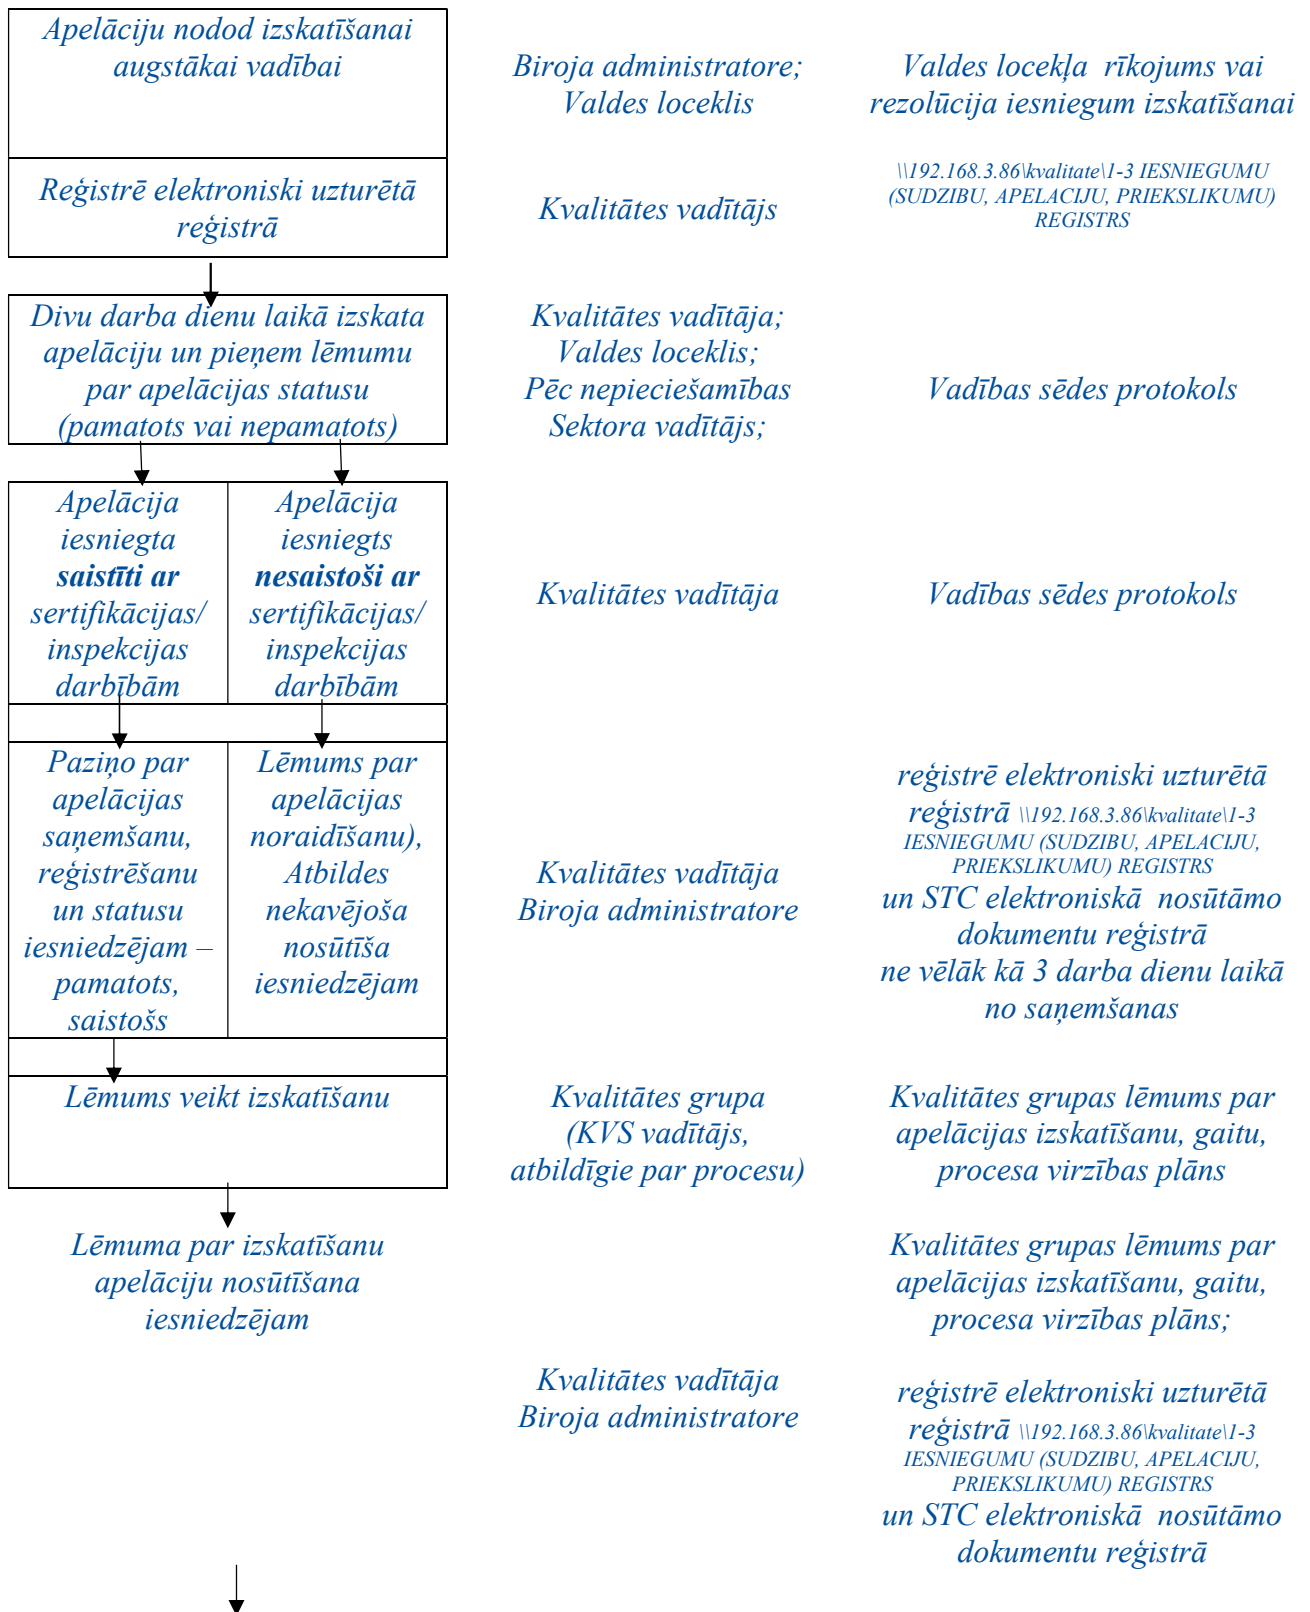 Apelāciju nodod izskatīšanai
augstākai vadībai
Biroja administratore;
Valdes loceklis
Valdes locekļa  rīkojums vai
rezolūcija iesniegum izskatīšanai
Reģistrē elektroniski uzturētā
reģistrā
Kvalitātes vadītājs
\\192.168.3.86\kvalitate\1-3 IESNIEGUMU
(SUDZIBU, APELACIJU, PRIEKSLIKUMU)
REGISTRS
Divu darba dienu laikā izskata
apelāciju un pieņem lēmumu
par apelācijas statusu
(pamatots vai nepamatots)
Kvalitātes vadītāja;
Valdes loceklis;
Pēc nepieciešamības
Sektora vadītājs;
Vadības sēdes protokols
Apelācija
iesniegta
saistīti ar
sertifikācijas/
inspekcijas
darbībām
Apelācija
iesniegts
nesaistoši ar
sertifikācijas/
inspekcijas
darbībām
Kvalitātes vadītāja
Vadības sēdes protokols
Paziņo par
apelācijas
saņemšanu,
reģistrēšanu
un statusu
iesniedzējam –
pamatots,
saistošs
Lēmums par
apelācijas
noraidīšanu),
Atbildes
nekavējoša
nosūtīša
iesniedzējam
Kvalitātes vadītāja
Biroja administratore
reģistrē elektroniski uzturētā
reģistrā \\192.168.3.86\kvalitate\1-3
IESNIEGUMU (SUDZIBU, APELACIJU,
PRIEKSLIKUMU) REGISTRS
un STC elektroniskā  nosūtāmo
dokumentu reģistrā
ne vēlāk kā 3 darba dienu laikā
no saņemšanas
Lēmums veikt izskatīšanu
Kvalitātes grupa
(KVS vadītājs,
atbildīgie par procesu)
Kvalitātes grupas lēmums par
apelācijas izskatīšanu, gaitu,
procesa virzības plāns
Lēmuma par izskatīšanu
apelāciju nosūtīšana
iesniedzējam
Kvalitātes vadītāja
Biroja administratore
Kvalitātes grupas lēmums par
apelācijas izskatīšanu, gaitu,
procesa virzības plāns;
reģistrē elektroniski uzturētā
reģistrā \\192.168.3.86\kvalitate\1-3
IESNIEGUMU (SUDZIBU, APELACIJU,
PRIEKSLIKUMU) REGISTRS
un STC elektroniskā  nosūtāmo
dokumentu reģistrā